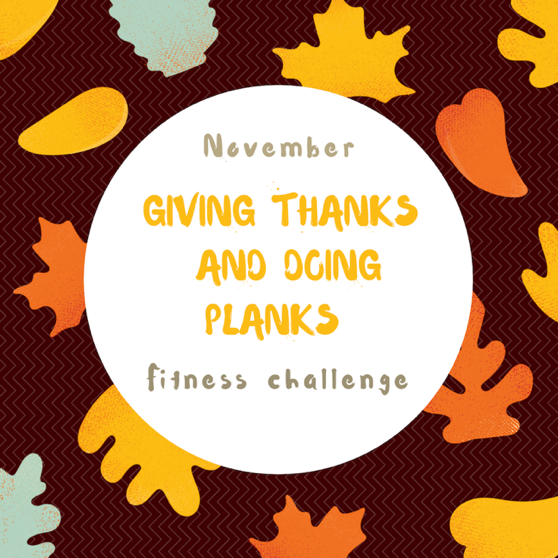 November
GIVING THANKS
AND DOING
PLANKS
fitness challenge